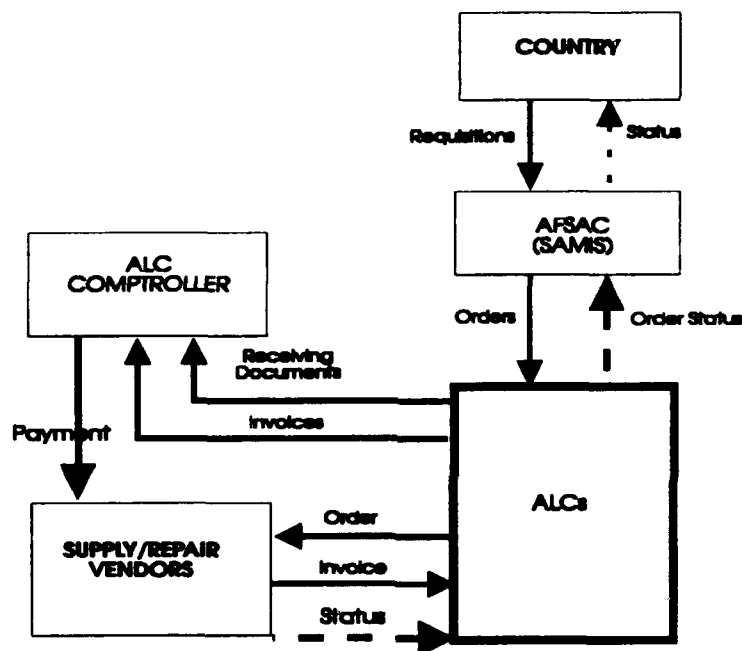 COUNTRY
Requisitions
Status
AFSAC
(SAMIS)
ALC
COMPTROLLER
Orders
Order Status
Receiving
Documents
Invoices
Payment
ALCs
Order
SUPPLY/REPAIR
VENDORS
Invoice
Status